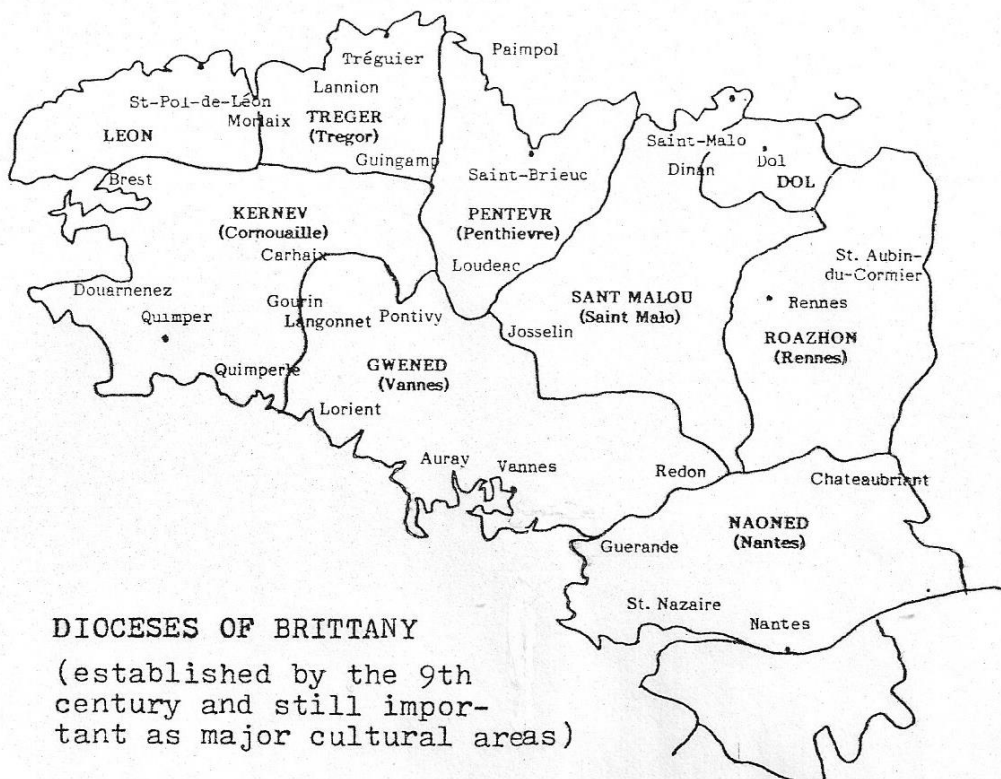 Tréguier
Paimpol
Lannion
St-Pol-de-Léon
Morlaix
TREGER
(Tregor)
LEON
Guingamp
Brest
Saint-Malo
Dinan
Dol
DOL
Saint-Brieuc
KERNEV
(Cornouaille)
PENTEVR
(Penthievre)
Carhaix
Loudeac
St. Aubin-
du-Cormier
Douarnenez
Quimper
Gourin
Langonnet
Pontivy
SANT MALOU
(Saint Malo)
Rennes
Josselin
ROAZHON
(Rennes)
Quimperle
GWENED
(Vannes)
Lorient
Auray
Vannes
Redon
Chateaubriant
NAONED
(Nantes)
Guerande
St. Nazaire
Nantes
DIOCESES OF BRITTANY
(established by the 9th
century and still impor-
tant as major cultural areas)